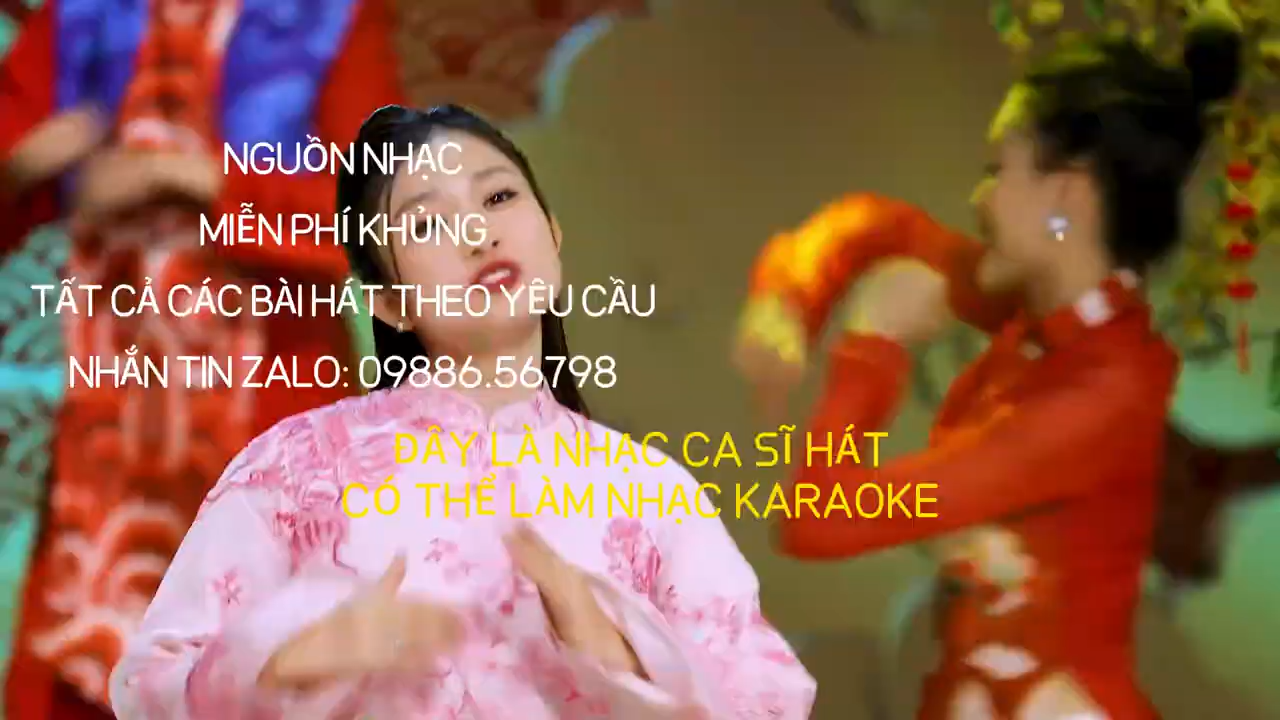 NGUỒN NHẠC
MIỄN PHÍ KHỦNG
TẤT CẢ CÁC BÀI HÁT THEO YÊU CẦU
NHẮN TIN ZALO: 09886.56798
ĐÂY LÀ NHẠC CA SĨ HÁT
CÓ THỂ LÀM NHẠC KARAOKE